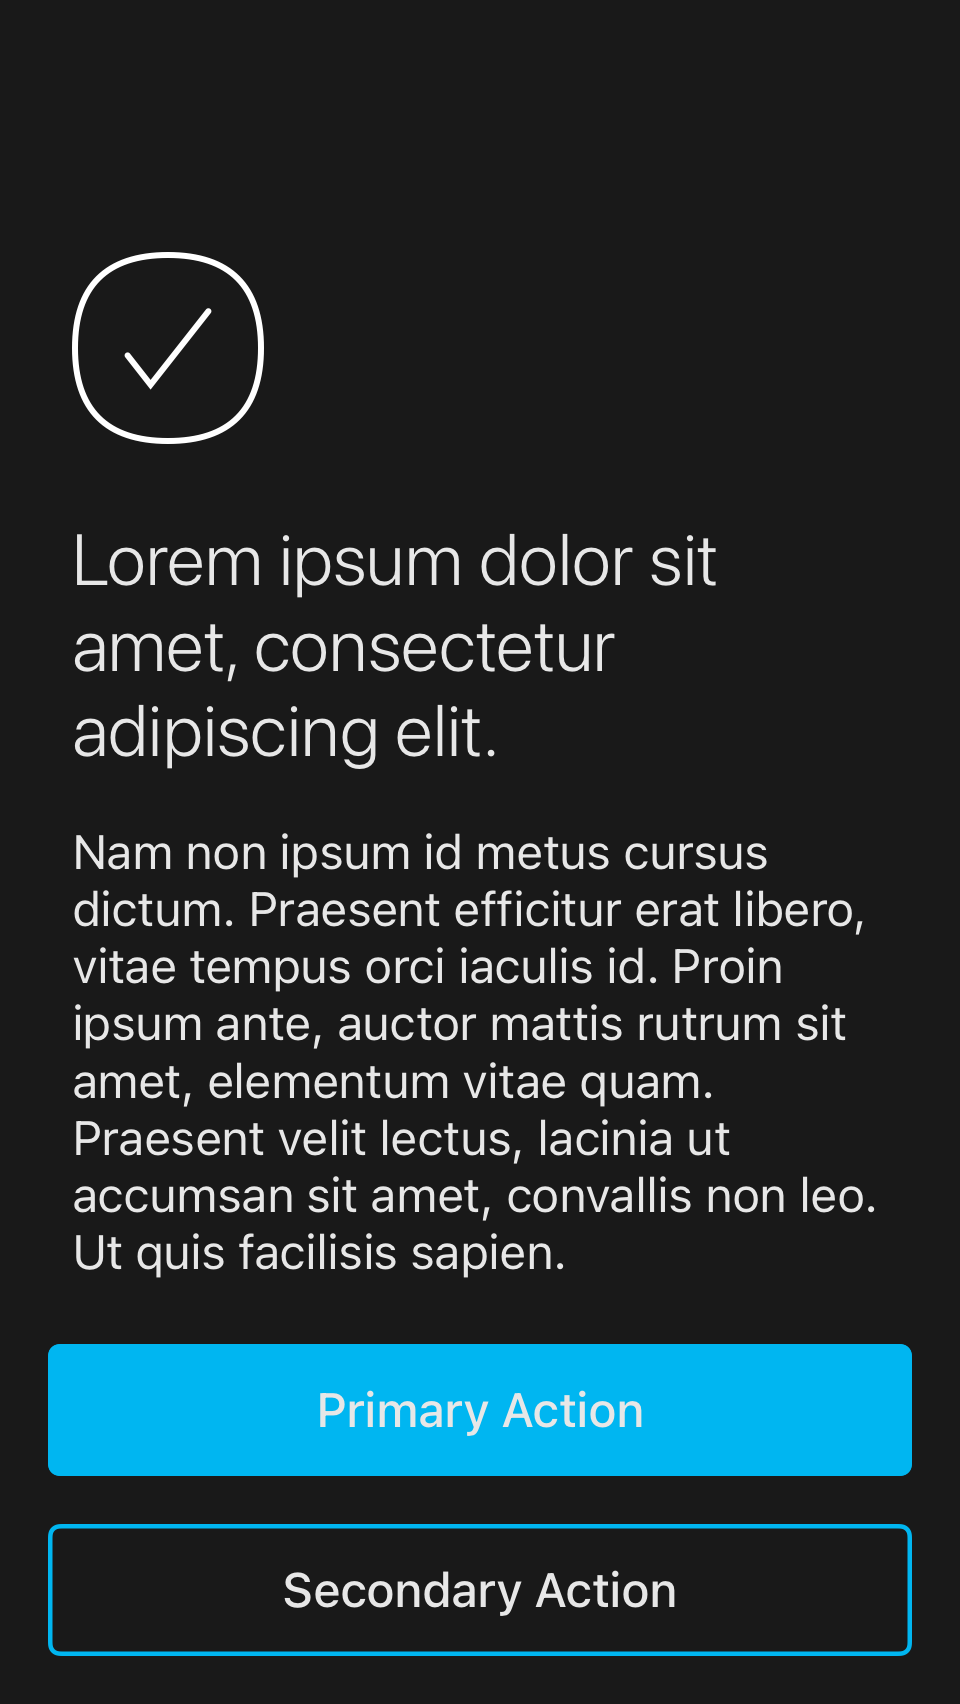 Lorem ipsum dolor sit
amet, consectetur
adipiscing elit.
Nam non ipsum id metus cursus
dictum. Praesent efficitur erat libero,
vitae tempus orci iaculis id. Proin
ipsum ante, auctor mattis rutrum sit
amet, elementum vitae quam.
Praesent velit lectus, lacinia ut
accumsan sit amet, convallis non leo.
Ut quis facilisis sapien.
Primary Action
Secondary Action